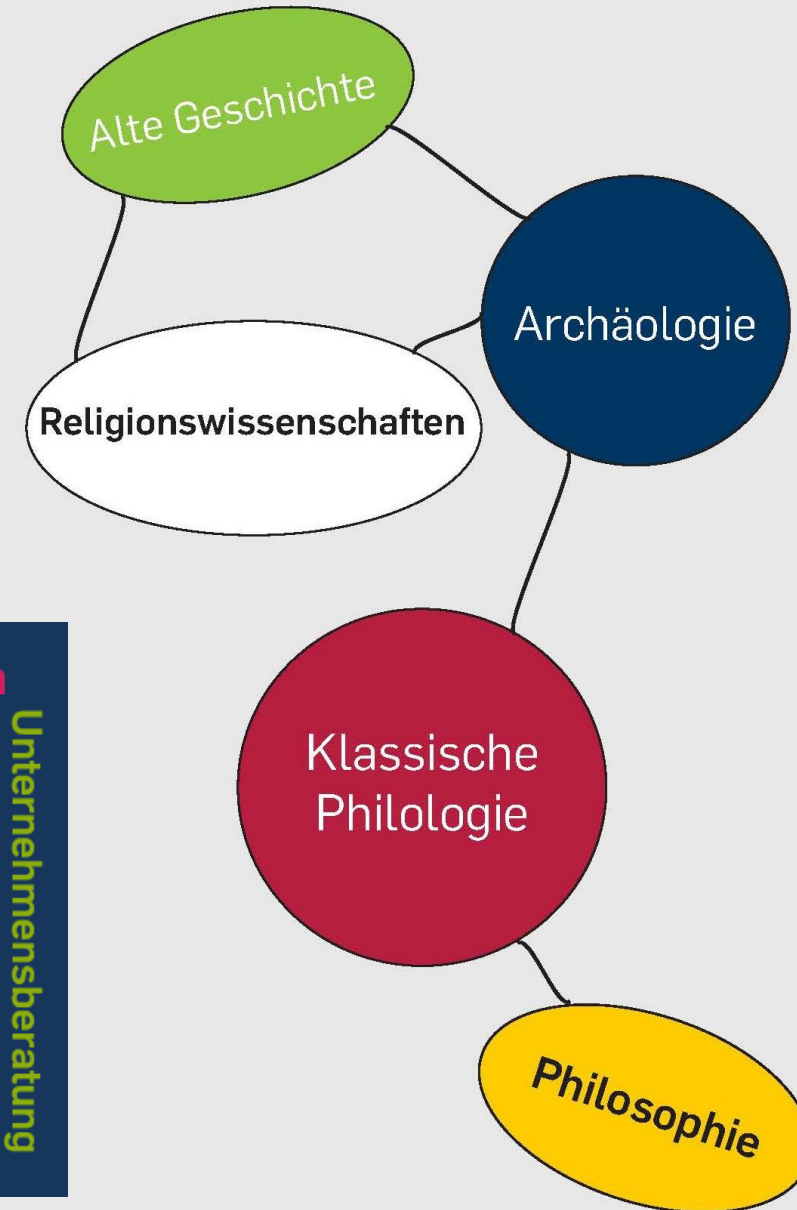 Alte Geschichte
Archäologie
Religionswissenschaften
Klassische
Philologie
Philosophie
Unternehmensberatung